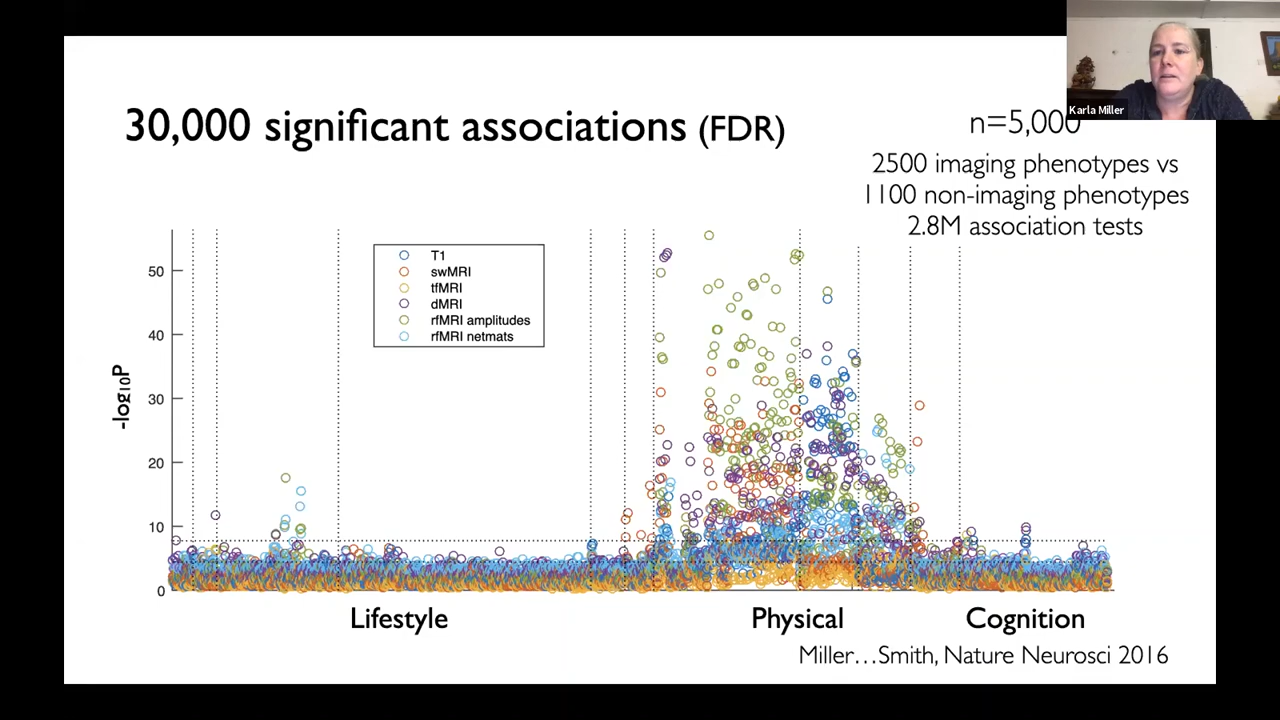 Karla Miller
30,000 significant associations (FDR)
n=5,000
2500 imaging phenotypes vs
1100 non-imaging phenotypes
2.8M association tests
T1
swMRI
tfMRI
dMRI
rfMRI amplitudes
rfMRI netmats
-log10P
50
40
30
20
10
0
Lifestyle
Physical
Cognition
Miller…Smith, Nature Neurosci 2016